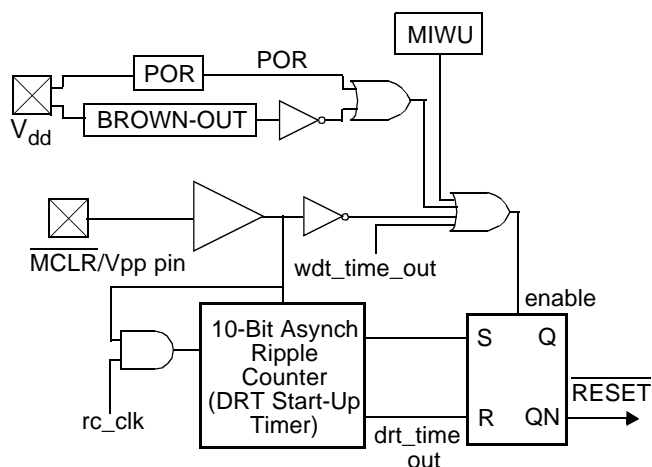 MIWU
POR
POR
BROWN-OUT
Vdd
MCLR/Vpp pin
wdt_time_out
enable
10-Bit Asynch
Ripple
Counter
(DRT Start-Up
Timer)
S
Q
RESET
rc_clk
R
QN
drt_time
out